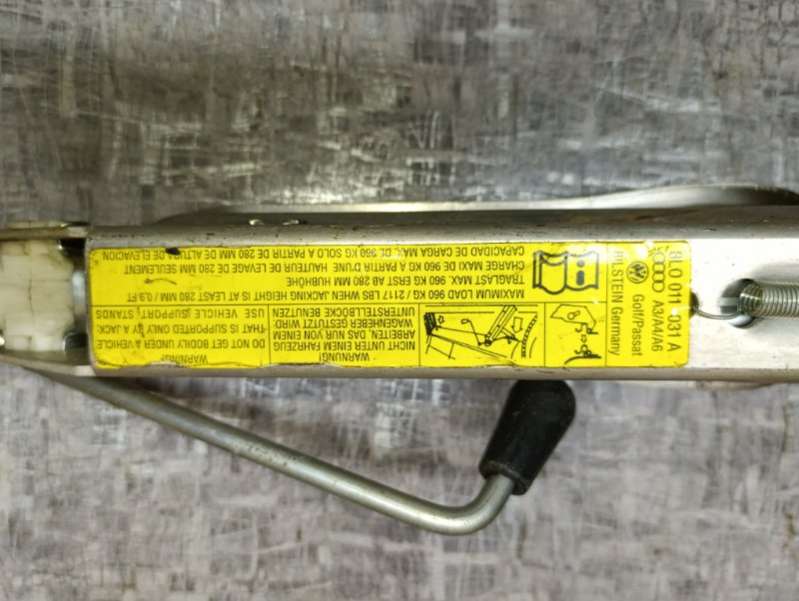 8L0 011 031 A
A3/A4/A6
Golf/Passat
BILSTEIN Germany
WARNING!
DO NOT GET BODILY UNDER A VEHICLE
THAT IS SUPPORTED ONLY BY A JACK:
USE VEHICLE SUPPORT STANDS
WARNUNG!
NICHT UNTER EINEM FAHRZEUG
ARBEITEN, DAS NUR VON EINEM
WAGENHEBER GESTÜTZT WIRD:
UNTERSTELLBÖCKE BENUTZEN
MAXIMUM LOAD 960 KG / 2117 LBS WHEN JACKING HEIGHT IS AT LEAST 280 MM / 0.9 FT
TRAGLAST MAX. 960 KG ERST AB 280 MM HUBHÖHE
CHARGE MAXI DE 960 KG A PARTIR D'UNE HAUTEUR DE LEVAGE DE 280 MM SEULEMENT
CAPACIDAD DE CARGA MAX. DE 960 KG SOLO A PARTIR DE 280 MM DE ALTURA DE ELEVACION